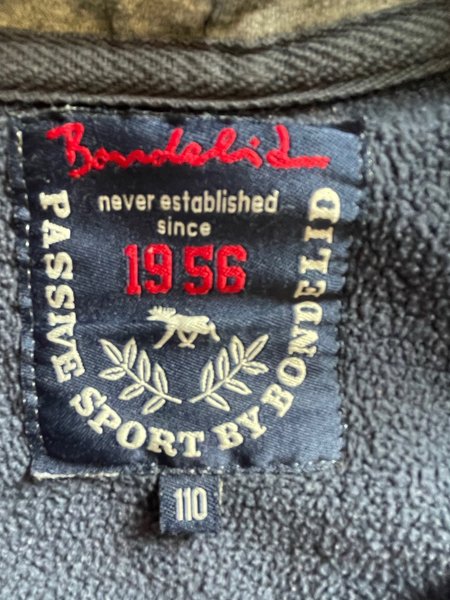 Bondelid
never established
since
1956
PASSIVE SPORT BY BONDELID
110